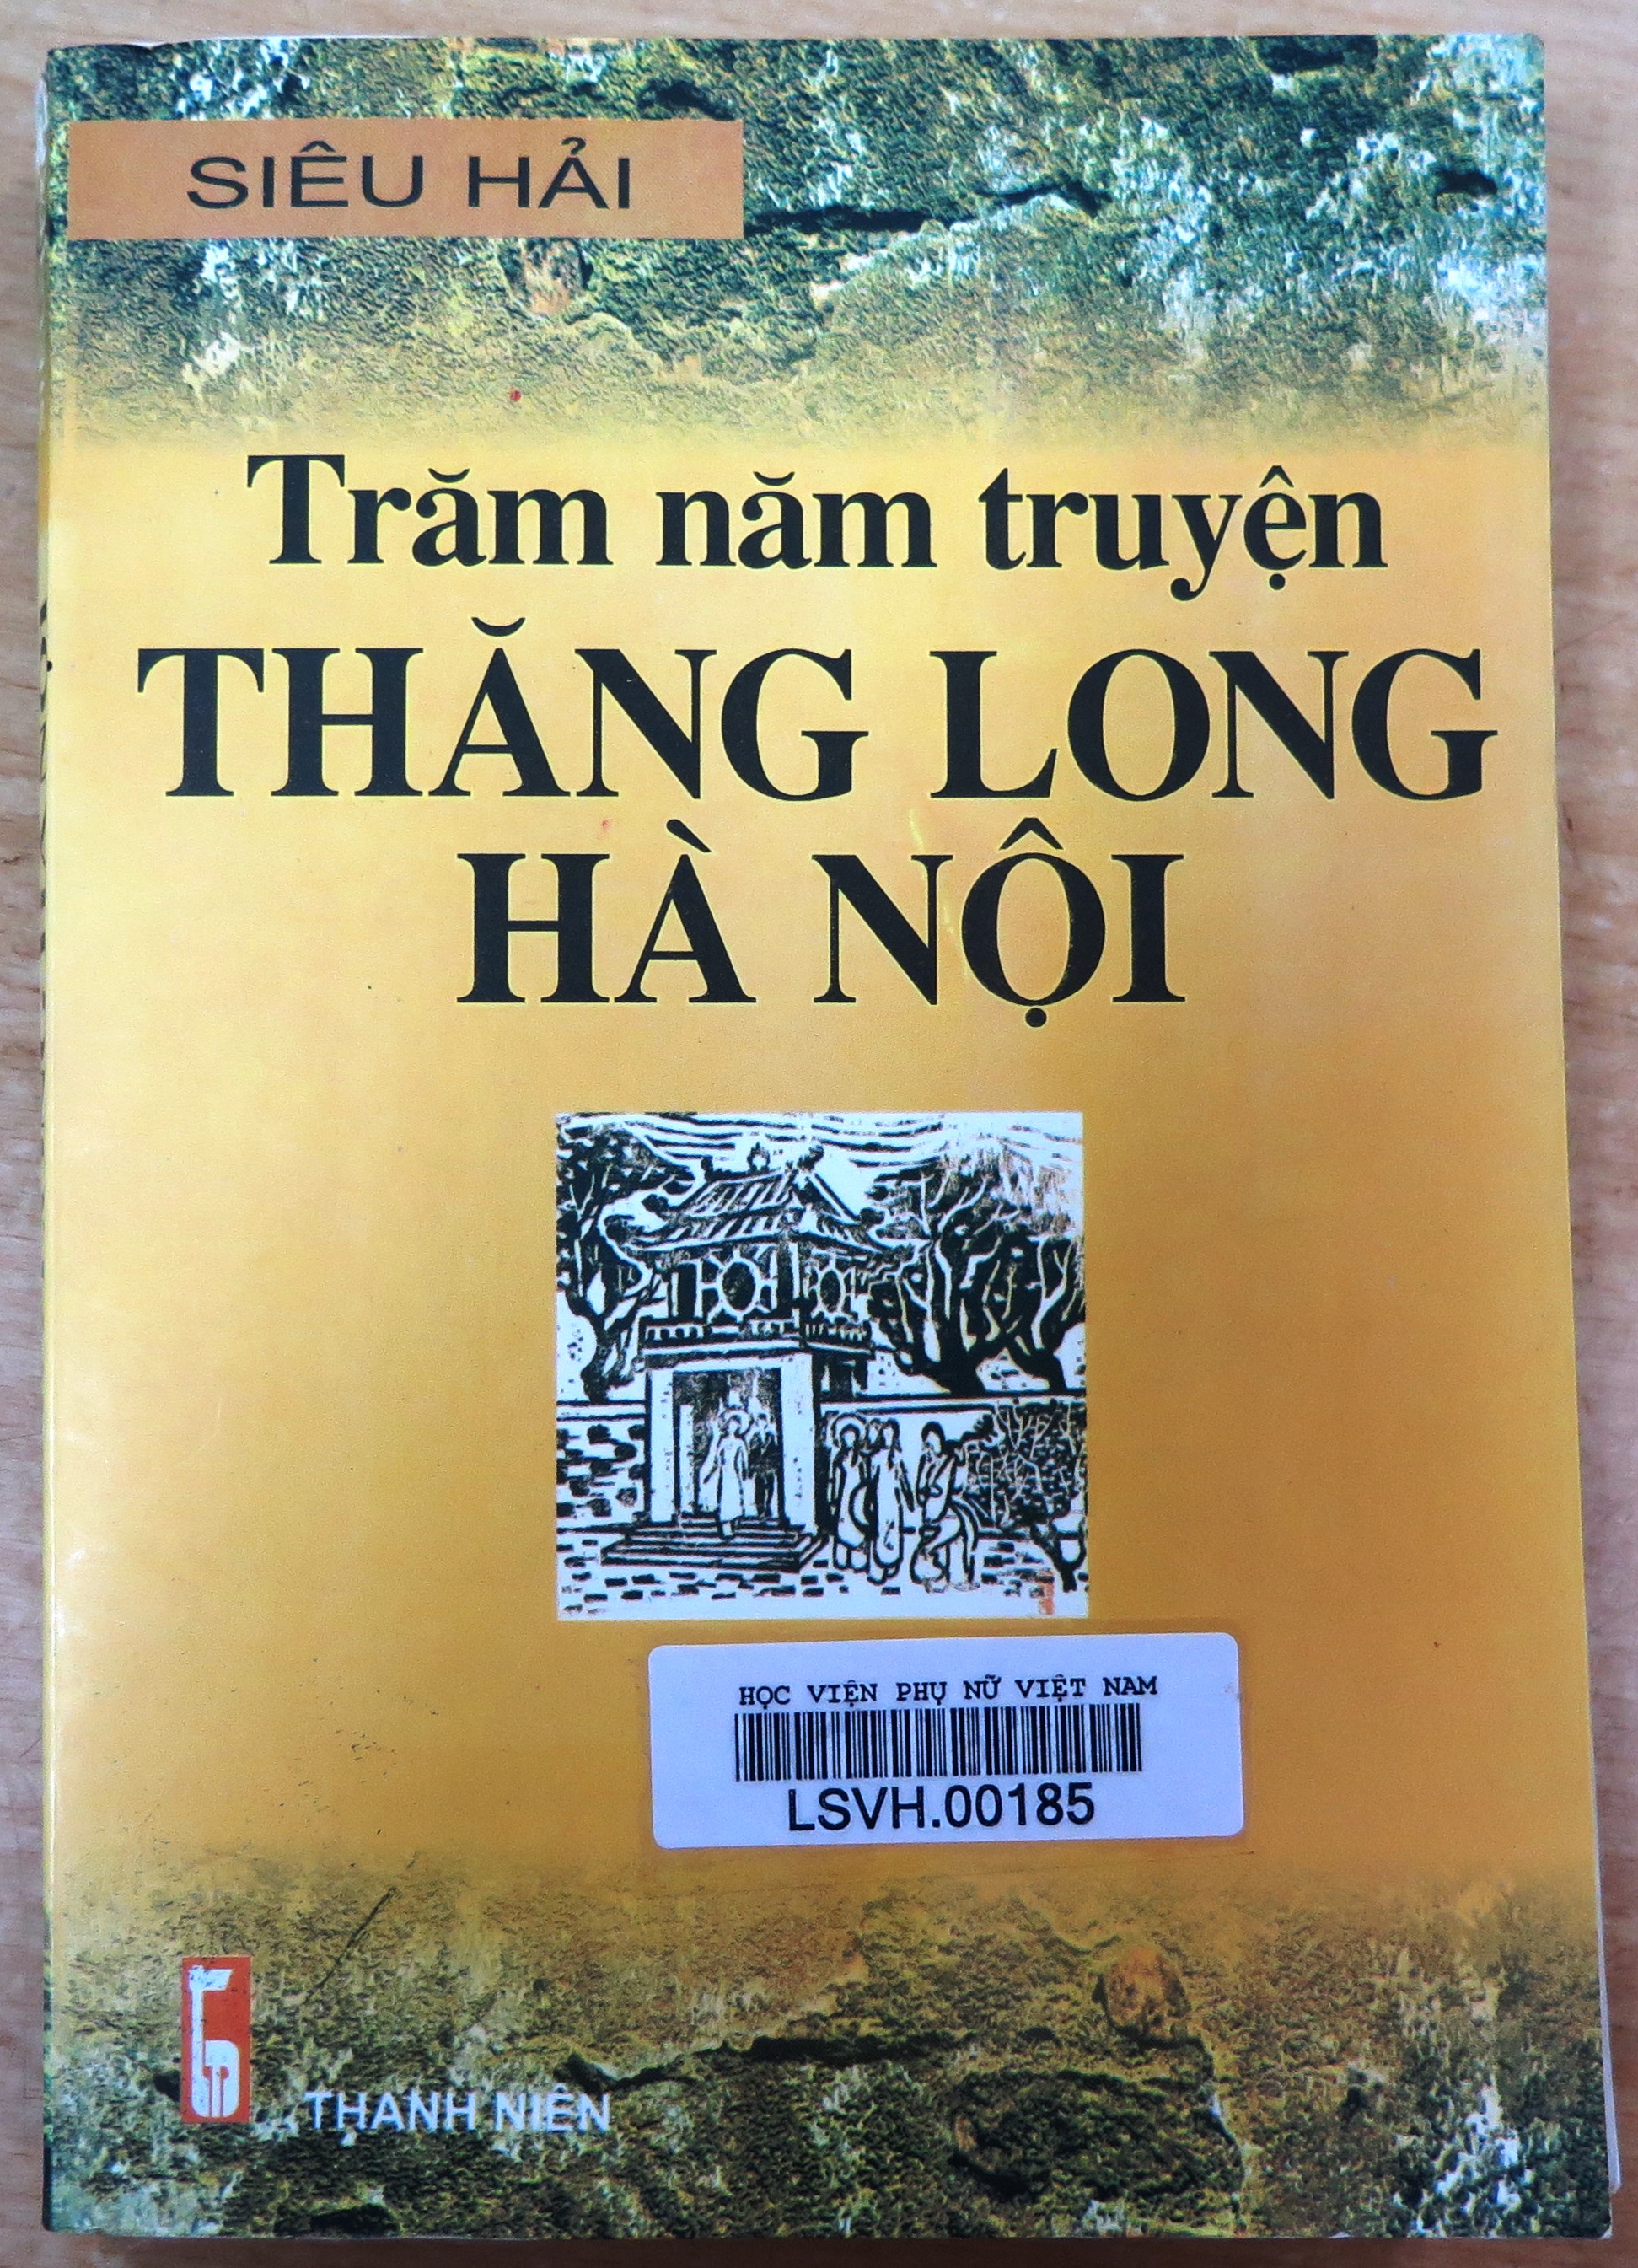 SIÊU HẢI
Trăm năm truyện
THĂNG LONG
HÀ NỘI
HỌC VIỆN PHỤ NỮ VIỆT NAM
LSVH.00185
THANH NIÊN